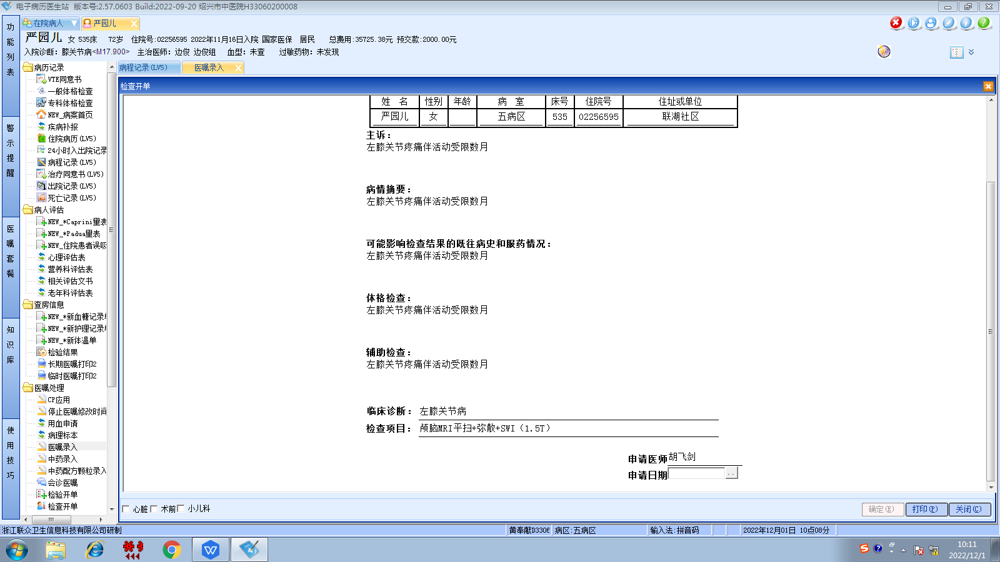 电子病历医生站 版本号:2.57.0603 Build:2022-09-20 绍兴市中医院H33060200008
功能列表
警示提醒
医嘱套餐
知识库
使用技巧
在院病人
严园儿
严园儿 女 535床 72岁 住院号:02256595 2022年11月16日入院 国家医保 居民 总费用:35725.38元 预交款:2000.00元
入院诊断: 膝关节病<M17.900> 主治医师: 边俊 边俊组 血型: 未查 过敏药物: 未发现
病历记录
VTE同意书
一般体格检查
专科体格检查
NEW_病案首页
疾病补报
住院病历(LV5)
24小时入出院记录
病程记录(LV5)
治疗同意书(LV5)
出院记录(LV5)
死亡记录(LV5)
病人评估
NEW_*Caprini量表
NEW_*Padua量表
NEW_住院患者误吸
心理评估表
营养科评估表
相关评估文书
老年科评估表
查房信息
NEW_*新血糖记录单
NEW_*新护理记录单
NEW_*新体温单
检验结果
长期医嘱打印2
临时医嘱打印2
医嘱处理
CP应用
停止医嘱修改时间
用血申请
病理标本
医嘱录入
中药录入
中药配方颗粒录入
会诊医嘱
检验开单
检查开单
病程记录(LV5)
医嘱录入
检查开单
姓 名 性别 年龄 病 室 床号 住院号 住址或单位
严园儿 女 五病区 535 02256595 联湖社区
主诉:
左膝关节疼痛伴活动受限数月
病情摘要:
左膝关节疼痛伴活动受限数月
可能影响检查结果的既往病史和服药情况:
左膝关节疼痛伴活动受限数月
体格检查:
左膝关节疼痛伴活动受限数月
辅助检查:
左膝关节疼痛伴活动受限数月
临床诊断: 左膝关节病
检查项目: 颅脑MRI平扫+弥散+SWI（1.5T）
申请医师 胡飞剑
申请日期 ..
心脏 术前 小儿科
确定(E) 打印(P) 关闭(C)
浙江联众卫生信息科技有限公司研制 黄奉献D3306 病区:五病区 输入法:拼音码 2022年12月01日 10点08分
10:11
2022/12/1